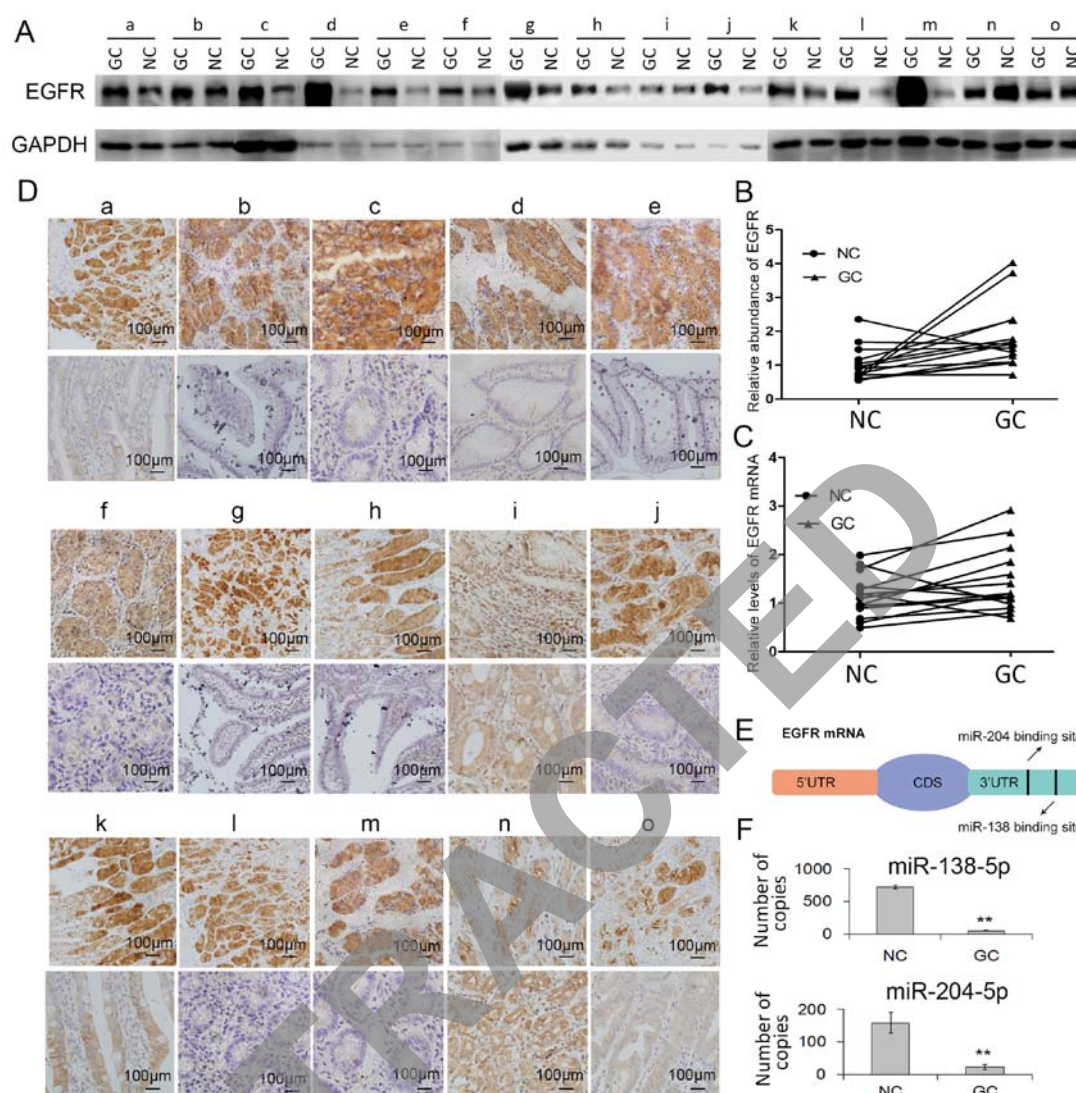 A
a b c d e f g h i j k l m n o
GC NC GC NC GC NC GC NC GC NC GC NC GC NC GC NC GC NC GC NC GC NC GC NC GC NC GC NC GC NC
EGFR
GAPDH
D
a b c d e
100µm 100µm 100µm 100µm 100µm
100µm 100µm 100µm 100µm 100µm
f g h i j
100µm 100µm 100µm 100µm 100µm
100µm 100µm 100µm 100µm 100µm
k l m n o
100µm 100µm 100µm 100µm 100µm
100µm 100µm 100µm 100µm 100µm
B
Relative abundance of EGFR
5
4
3
2
1
0
NC
GC
NC GC
C
Relative levels of EGFR mRNA
4
3
2
1
0
NC
GC
NC GC
E
EGFR mRNA
miR-204 binding sit
5'UTR CDS 3'UTR
miR-138 binding sit
F
miR-138-5p
Number of
copies
1000
500
0
**
NC GC
miR-204-5p
Number of
copies
200
100
0
**
NC GC
TRACTED